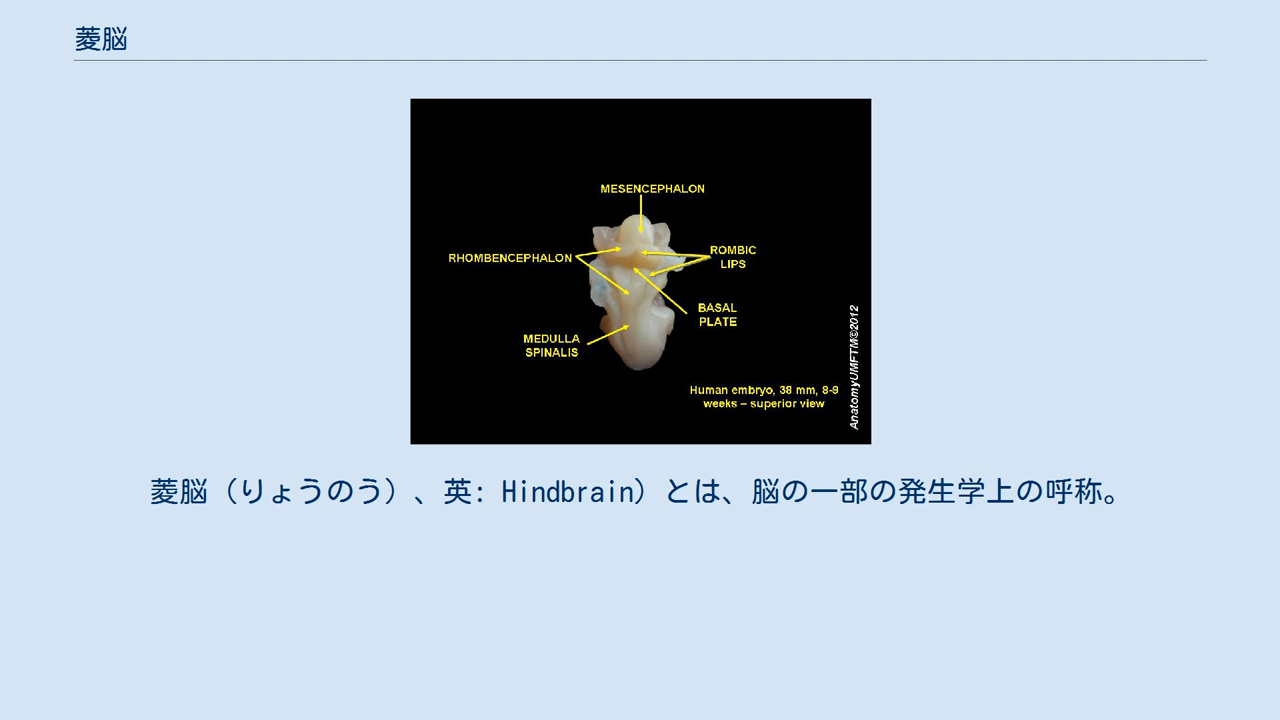 菱脳
MESENCEPHALON
RHOMBENCEPHALON
ROMBIC
LIPS
BASAL
PLATE
MEDULLA
SPINALIS
Human embryo, 38 mm, 8-9
weeks – superior view
AnatomyUMFTM©2012
菱脳（りょうのう）、英: Hindbrain）とは、脳の一部の発生学上の呼称。